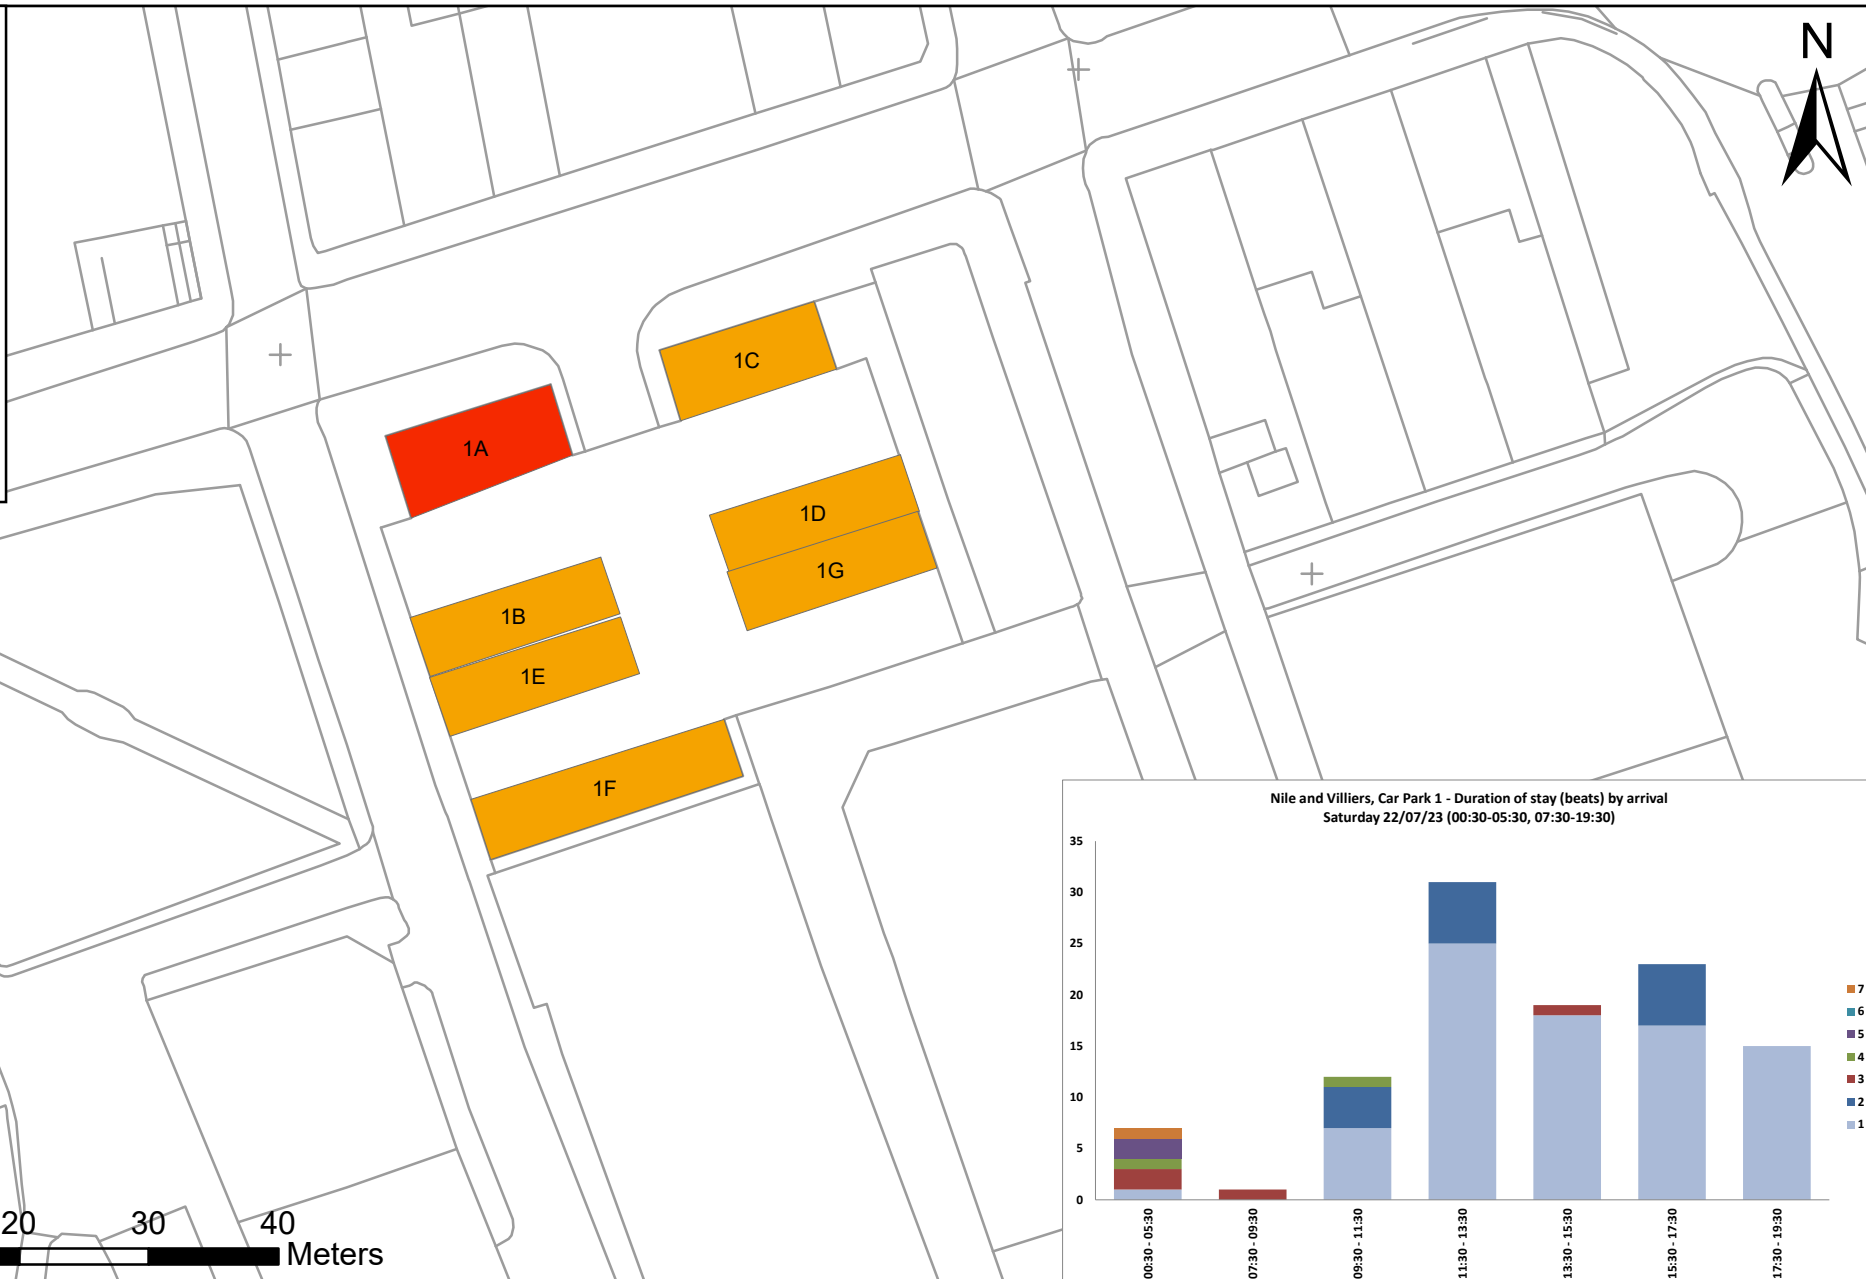 N
1C
1A
1D
1G
1B
1E
1F
20 30 40
Meters
Nile and Villiers, Car Park 1 - Duration of stay (beats) by arrival
Saturday 22/07/23 (00:30-05:30, 07:30-19:30)
35
30
25
20
15
10
5
0
7
6
5
4
3
2
1
00:30 - 05:30
07:30 - 09:30
09:30 - 11:30
11:30 - 13:30
13:30 - 15:30
15:30 - 17:30
17:30 - 19:30